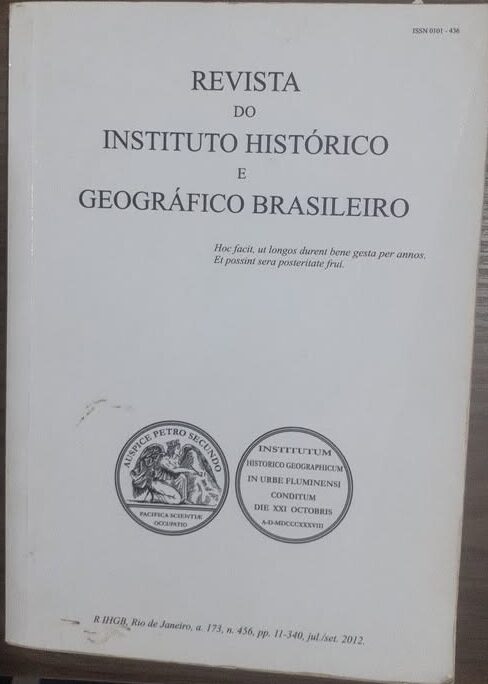 ISSN 0101 - 436
REVISTA
DO
INSTITUTO HISTÓRICO
E
GEOGRÁFICO BRASILEIRO
Hoc facit, ut longos durent bene gesta per annos.
Et possint sera posteritate frui.
AUSPICE PETRO SECUNDO
PACIFICA SCIENTIÆ
OCCUPATIO
INSTITUTUM
HISTORICO GEOGRAPHICUM
IN URBE FLUMINENSI
CONDITUM
DIE XXI OCTOBRIS
A·D·MDCCCXXXVIII
R IHGB, Rio de Janeiro, a. 173, n. 456, pp. 11-340, jul./set. 2012.